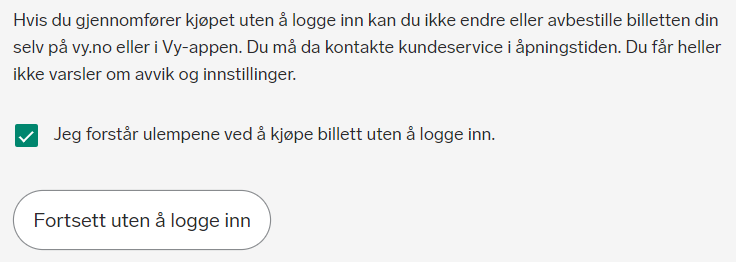 Hvis du gjennomfører kjøpet uten å logge inn kan du ikke endre eller avbestille billetten din
selv på vy.no eller i Vy-appen. Du må da kontakte kundeservice i åpningstiden. Du får heller
ikke varsler om avvik og innstillinger.
Jeg forstår ulempene ved å kjøpe billett uten å logge inn.
Fortsett uten å logge inn